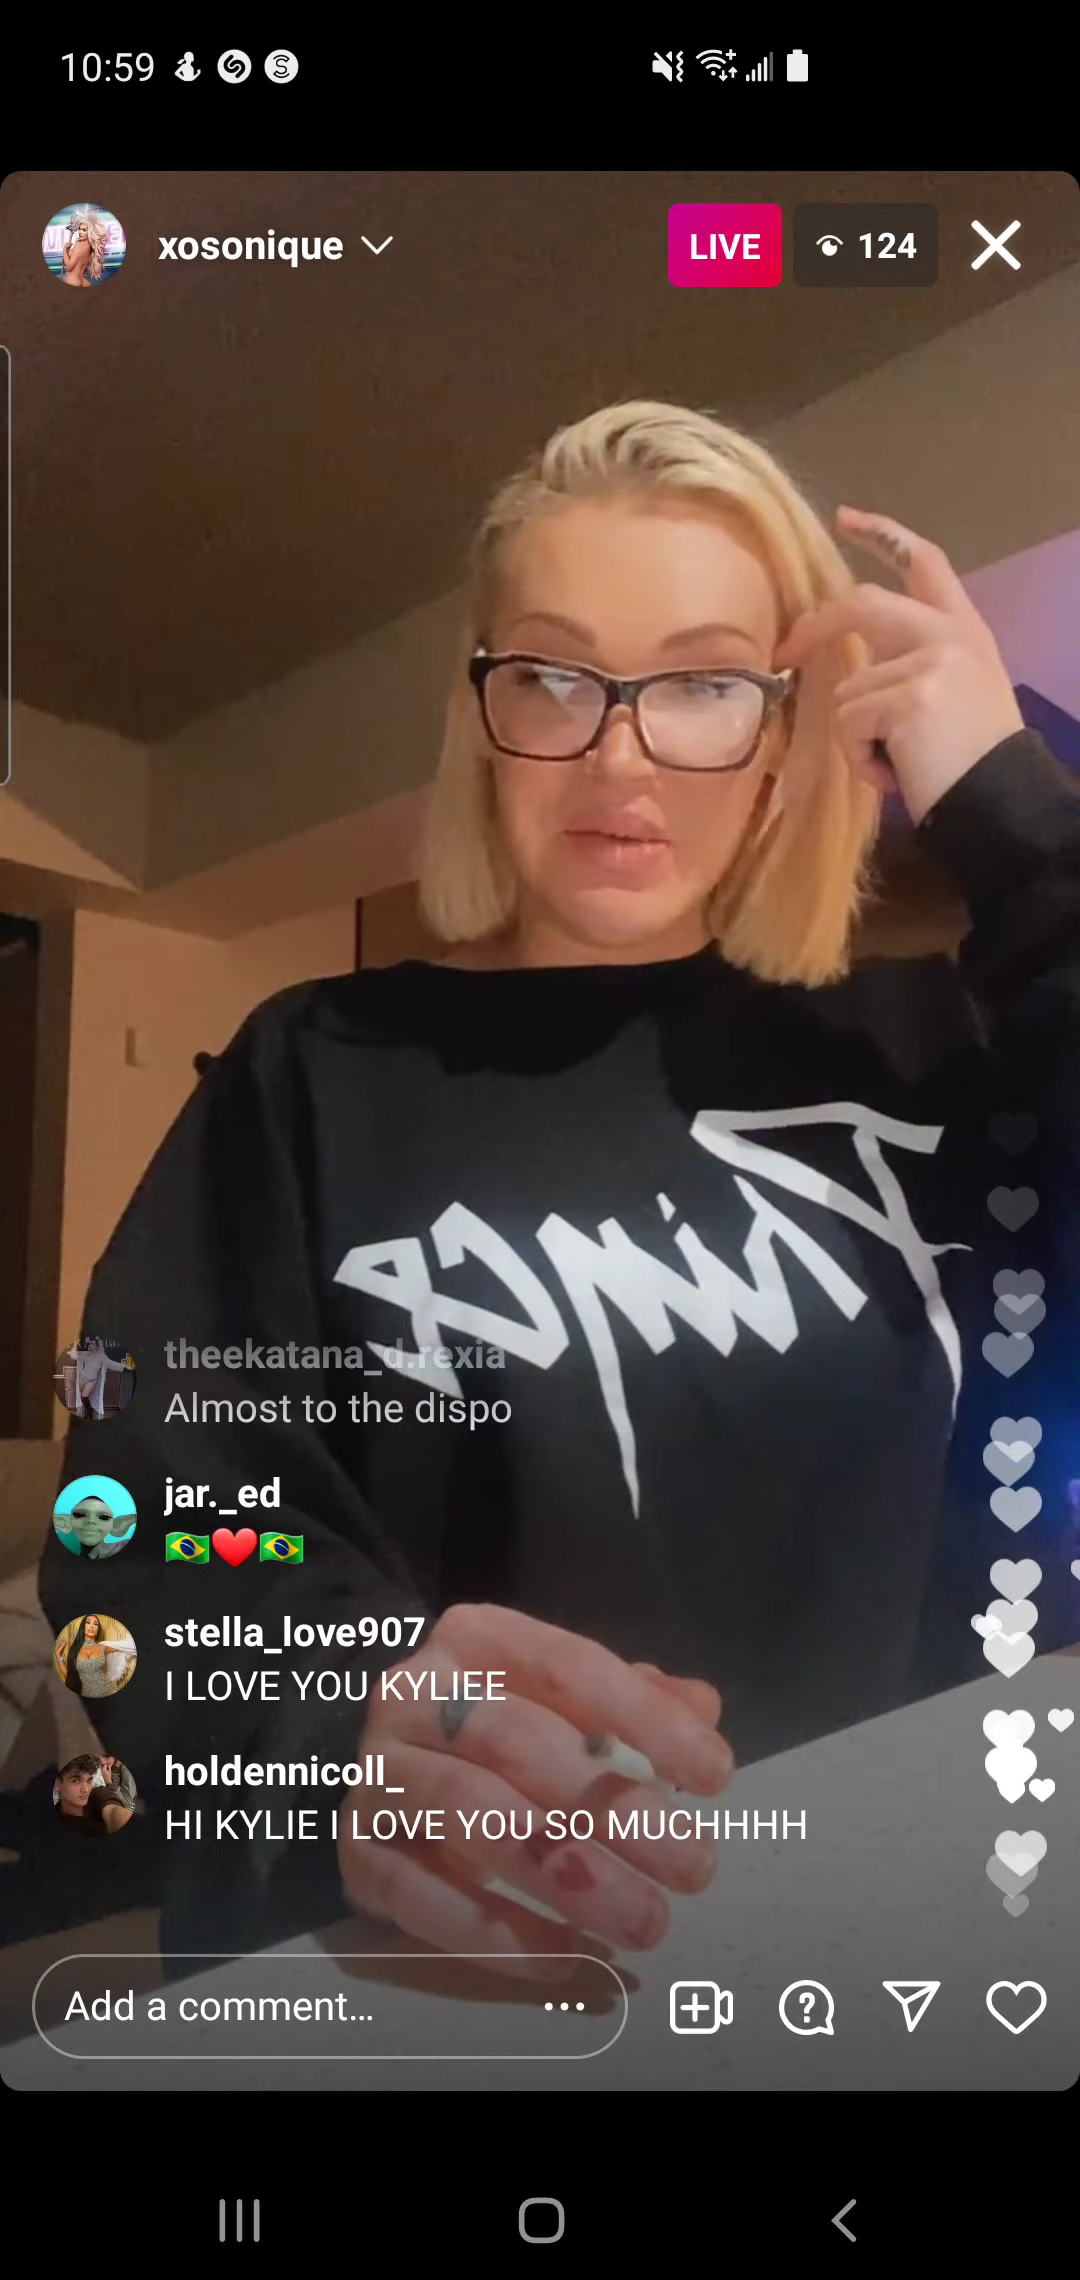 10:59
xosonique
LIVE
124
theekatana_d.rexia
Almost to the dispo
jar._ed
🇧🇷❤️🇧🇷
stella_love907
I LOVE YOU KYLIEE
holdennicoll_
HI KYLIE I LOVE YOU SO MUCHHHH
Add a comment…